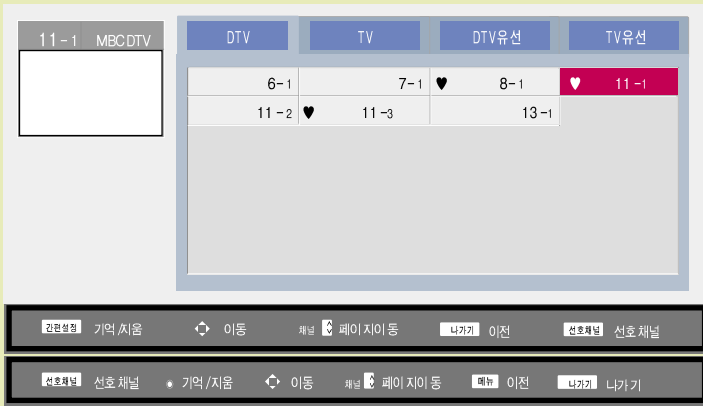 11-1 MBC DTV
DTV TV DTV유선 TV유선
6-1 7-1 ♥ 8-1 ♥ 11-1
11-2 ♥ 11-3 13-1
간편설정 기억/지움 이동 채널 페이지이동 나가기 이전 선호채널 선호채널
선호채널 선호채널 ◉ 기억/지움 이동 채널 페이지이동 메뉴 이전 나가기 나가기